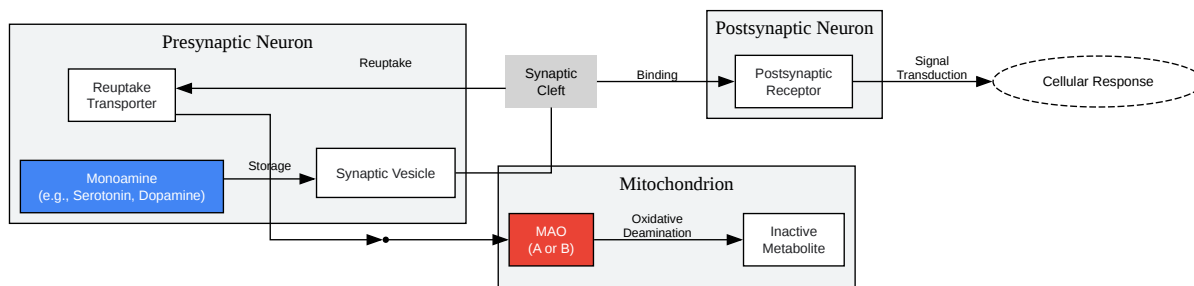 Presynaptic Neuron
Reuptake
Transporter
Reuptake
Monoamine
(e.g., Serotonin, Dopamine)
Storage
Synaptic Vesicle
Synaptic
Cleft
Binding
Postsynaptic Neuron
Postsynaptic
Receptor
Signal
Transduction
Cellular Response
Mitochondrion
MAO
(A or B)
Oxidative
Deamination
Inactive
Metabolite